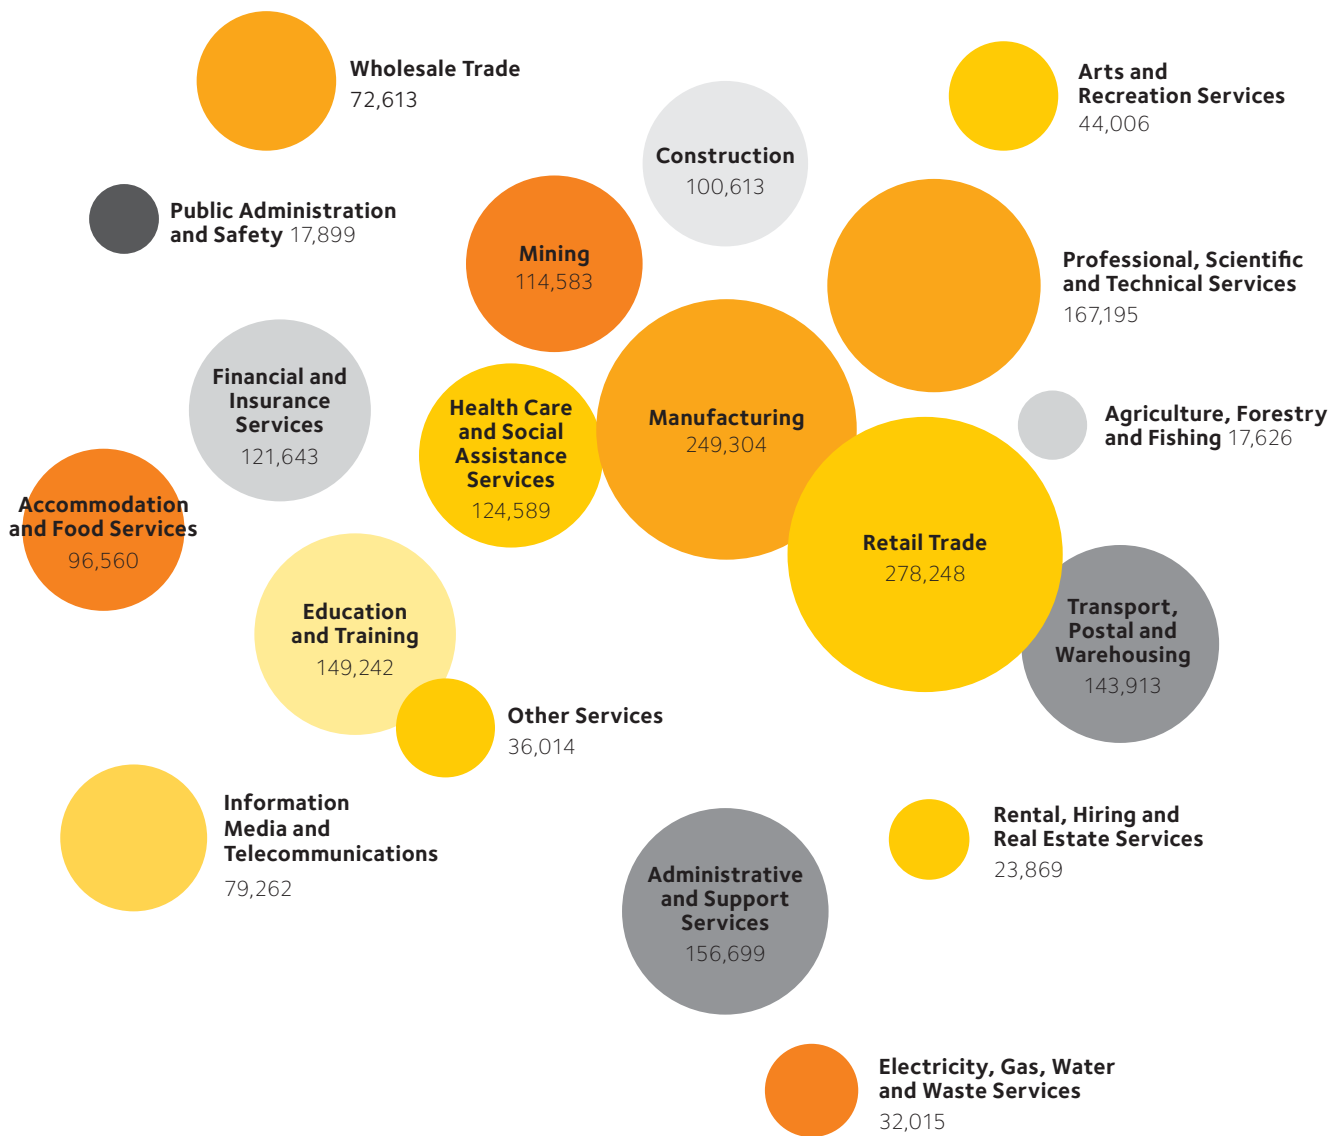 Wholesale Trade
72,613
Arts and
Recreation Services
44,006
Construction
100,613
Public Administration
and Safety 17,899
Mining
114,583
Professional, Scientific
and Technical Services
167,195
Financial and
Insurance
Services
121,643
Health Care
and Social
Assistance
Services
124,589
Manufacturing
249,304
Agriculture, Forestry
and Fishing 17,626
Accommodation
and Food Services
96,560
Retail Trade
278,248
Education
and Training
149,242
Transport,
Postal and
Warehousing
143,913
Other Services
36,014
Information
Media and
Telecommunications
79,262
Rental, Hiring and
Real Estate Services
23,869
Administrative
and Support
Services
156,699
Electricity, Gas, Water
and Waste Services
32,015